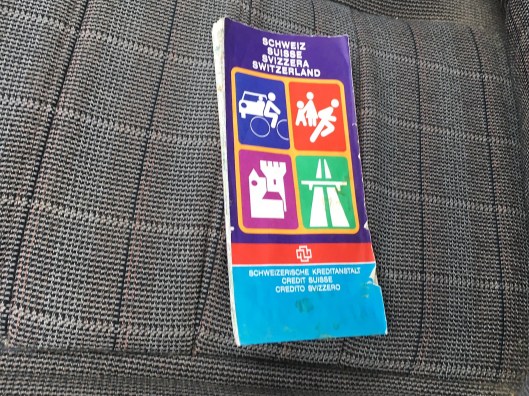 SCHWEIZ
SUISSE
SVIZZERA
SWITZERLAND
SCHWEIZERISCHE KREDITANSTALT
CREDIT SUISSE
CREDITO SVIZZERO